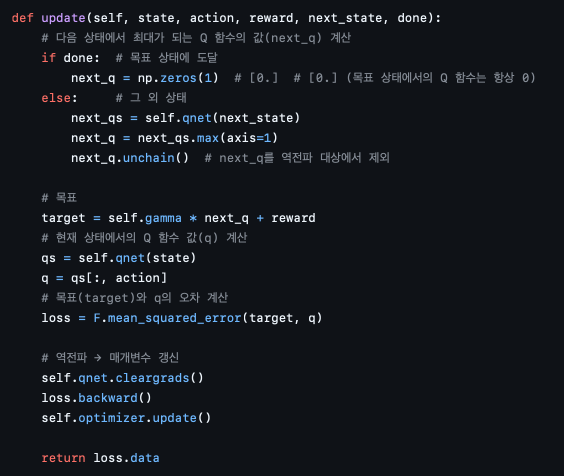 def update(self, state, action, reward, next_state, done):
    # 다음 상태에서 최대가 되는 Q 함수의 값(next_q) 계산
    if done:  # 목표 상태에 도달
        next_q = np.zeros(1)  # [0.]  # [0.] (목표 상태에서의 Q 함수는 항상 0)
    else:     # 그 외 상태
        next_qs = self.qnet(next_state)
        next_q = next_qs.max(axis=1)
        next_q.unchain()  # next_q를 역전파 대상에서 제외

    # 목표
    target = self.gamma * next_q + reward
    # 현재 상태에서의 Q 함수 값(q) 계산
    qs = self.qnet(state)
    q = qs[:, action]
    # 목표(target)와 q의 오차 계산
    loss = F.mean_squared_error(target, q)

    # 역전파 → 매개변수 갱신
    self.qnet.cleargrads()
    loss.backward()
    self.optimizer.update()

    return loss.data